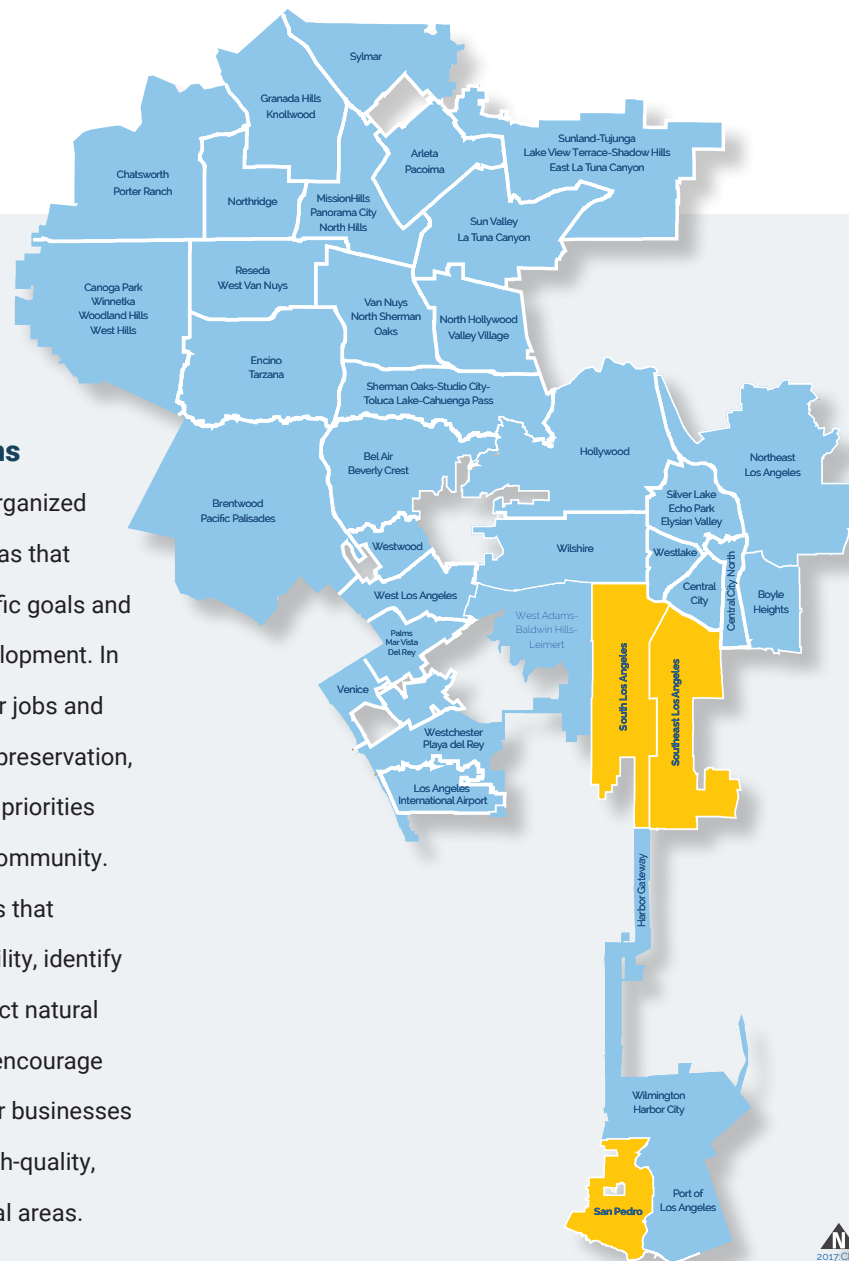 Sylmar
Granada Hills
Knollwood
Chatsworth
Porter Ranch
Northridge
MissionHills
Panorama City
North Hills
Arleta
Pacoima
Sunland-Tujunga
Lake View Terrace-Shadow Hills
East La Tuna Canyon
Sun Valley
La Tuna Canyon
Canoga Park
Winnetka
Woodland Hills
West Hills
Reseda
West Van Nuys
Van Nuys
North Sherman
Oaks
North Hollywood
Valley Village
Encino
Tarzana
Sherman Oaks-Studio City-
Toluca Lake-Cahuenga Pass
Bel Air
Beverly Crest
Hollywood
Northeast
Los Angeles
Brentwood
Pacific Palisades
Silver Lake
Echo Park
Elysian Valley
Westwood
Wilshire
Westlake
Central
City
Central City North
Boyle
Heights
West Los Angeles
West Adams-
Baldwin Hills-
Leimert
Palms
Mar Vista
Del Rey
Venice
South Los Angeles
Southeast Los Angeles
Westchester
Playa del Rey
Los Angeles
International Airport
Harbor Gateway
Wilmington
Harbor City
San Pedro
Port of
Los Angeles
ns
rganized
as that
fic goals and
lopment. In
r jobs and
preservation,
priorities
ommunity.
s that
ility, identify
ct natural
encourage
r businesses
h-quality,
al areas.
N